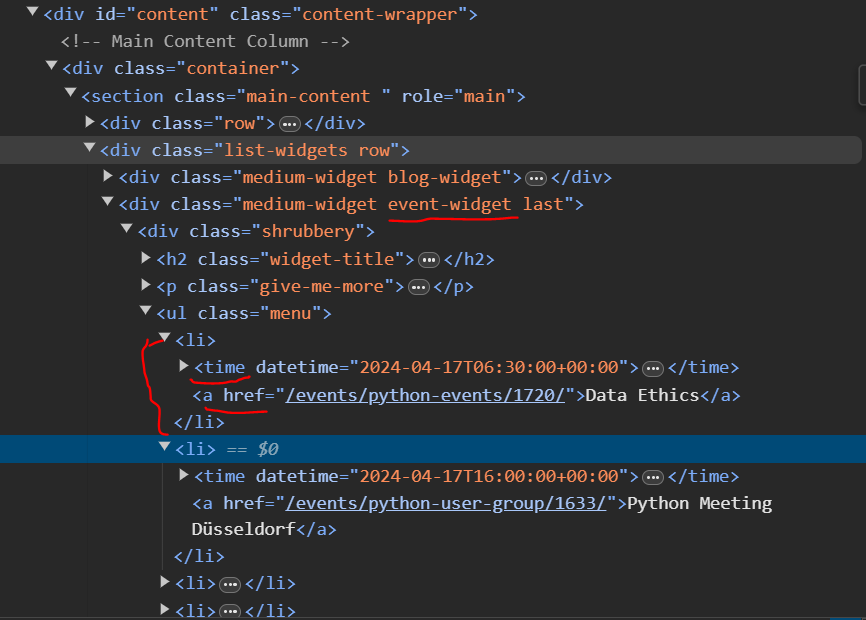 <div id="content" class="content-wrapper">
<!-- Main Content Column -->
<div class="container">
<section class="main-content " role="main">
<div class="row">…</div>
<div class="list-widgets row">
<div class="medium-widget blog-widget">…</div>
<div class="medium-widget event-widget last">
<div class="shrubbery">
<h2 class="widget-title">…</h2>
<p class="give-me-more">…</p>
<ul class="menu">
<li>
<time datetime="2024-04-17T06:30:00+00:00">…</time>
<a href="/events/python-events/1720/">Data Ethics</a>
</li>
<li> == $0
<time datetime="2024-04-17T16:00:00+00:00">…</time>
<a href="/events/python-user-group/1633/">Python Meeting
Düsseldorf</a>
</li>
<li>…</li>
<li>…</li>